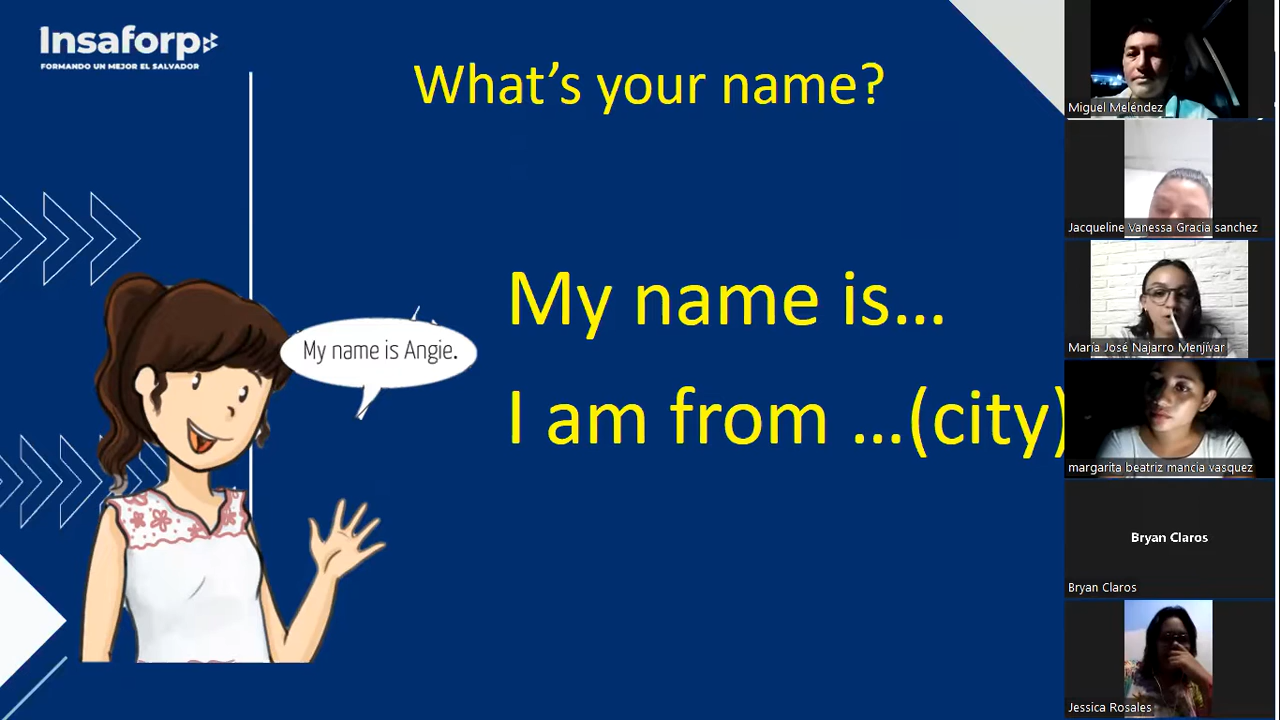 Insaforp
FORMANDO UN MEJOR EL SALVADOR
What's your name?
My name is Angie.
My name is...
I am from ...(city)
Miguel Meléndez
Jacqueline Vanessa Gracia sanchez
María José Najarro Menjívar
margarita beatriz mancia vasquez
Bryan Claros
Bryan Claros
Jessica Rosales